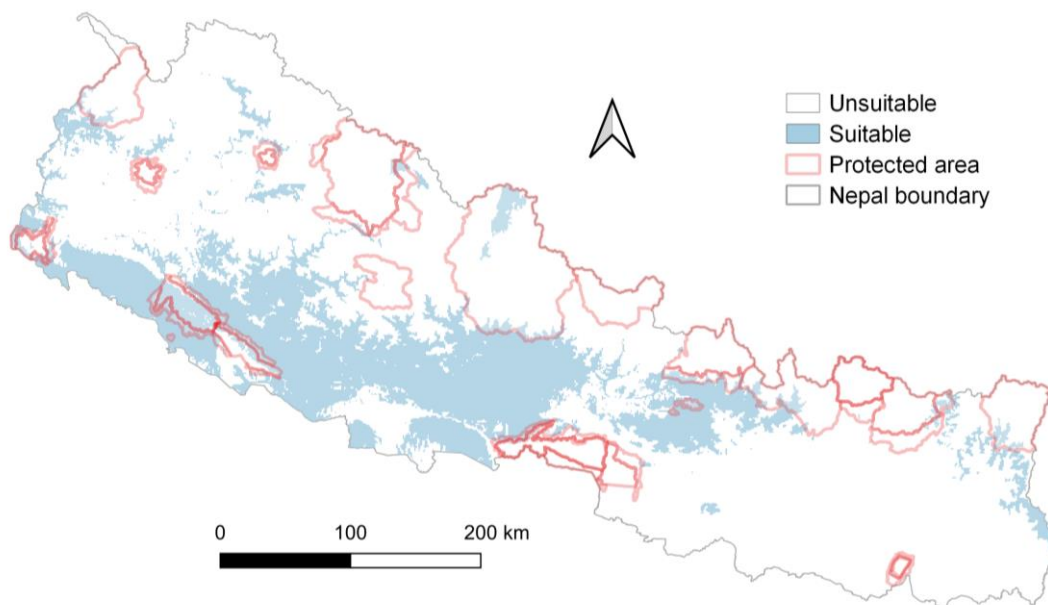 Unsuitable
Suitable
Protected area
Nepal boundary
0 100 200 km